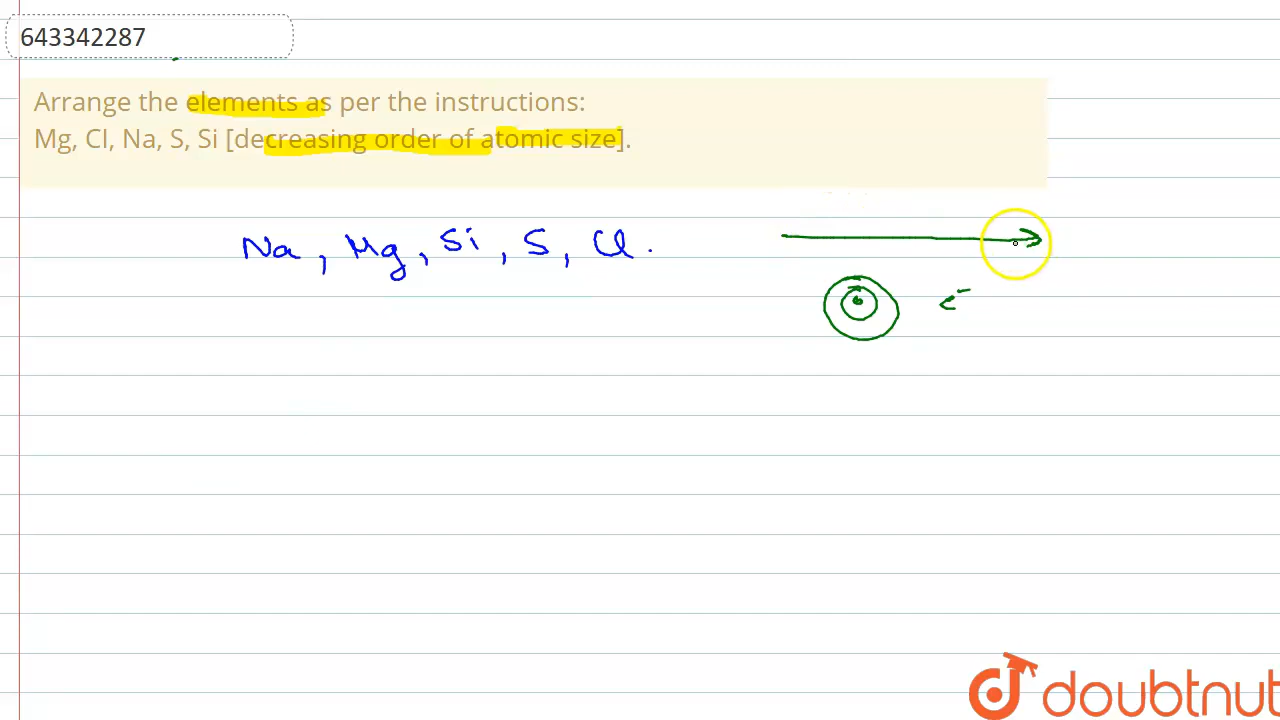 643342287
Arrange the elements as per the instructions:
Mg, Cl, Na, S, Si [decreasing order of atomic size].
Na, Mg, Si, S, Cl.
e⁻
doubtnut